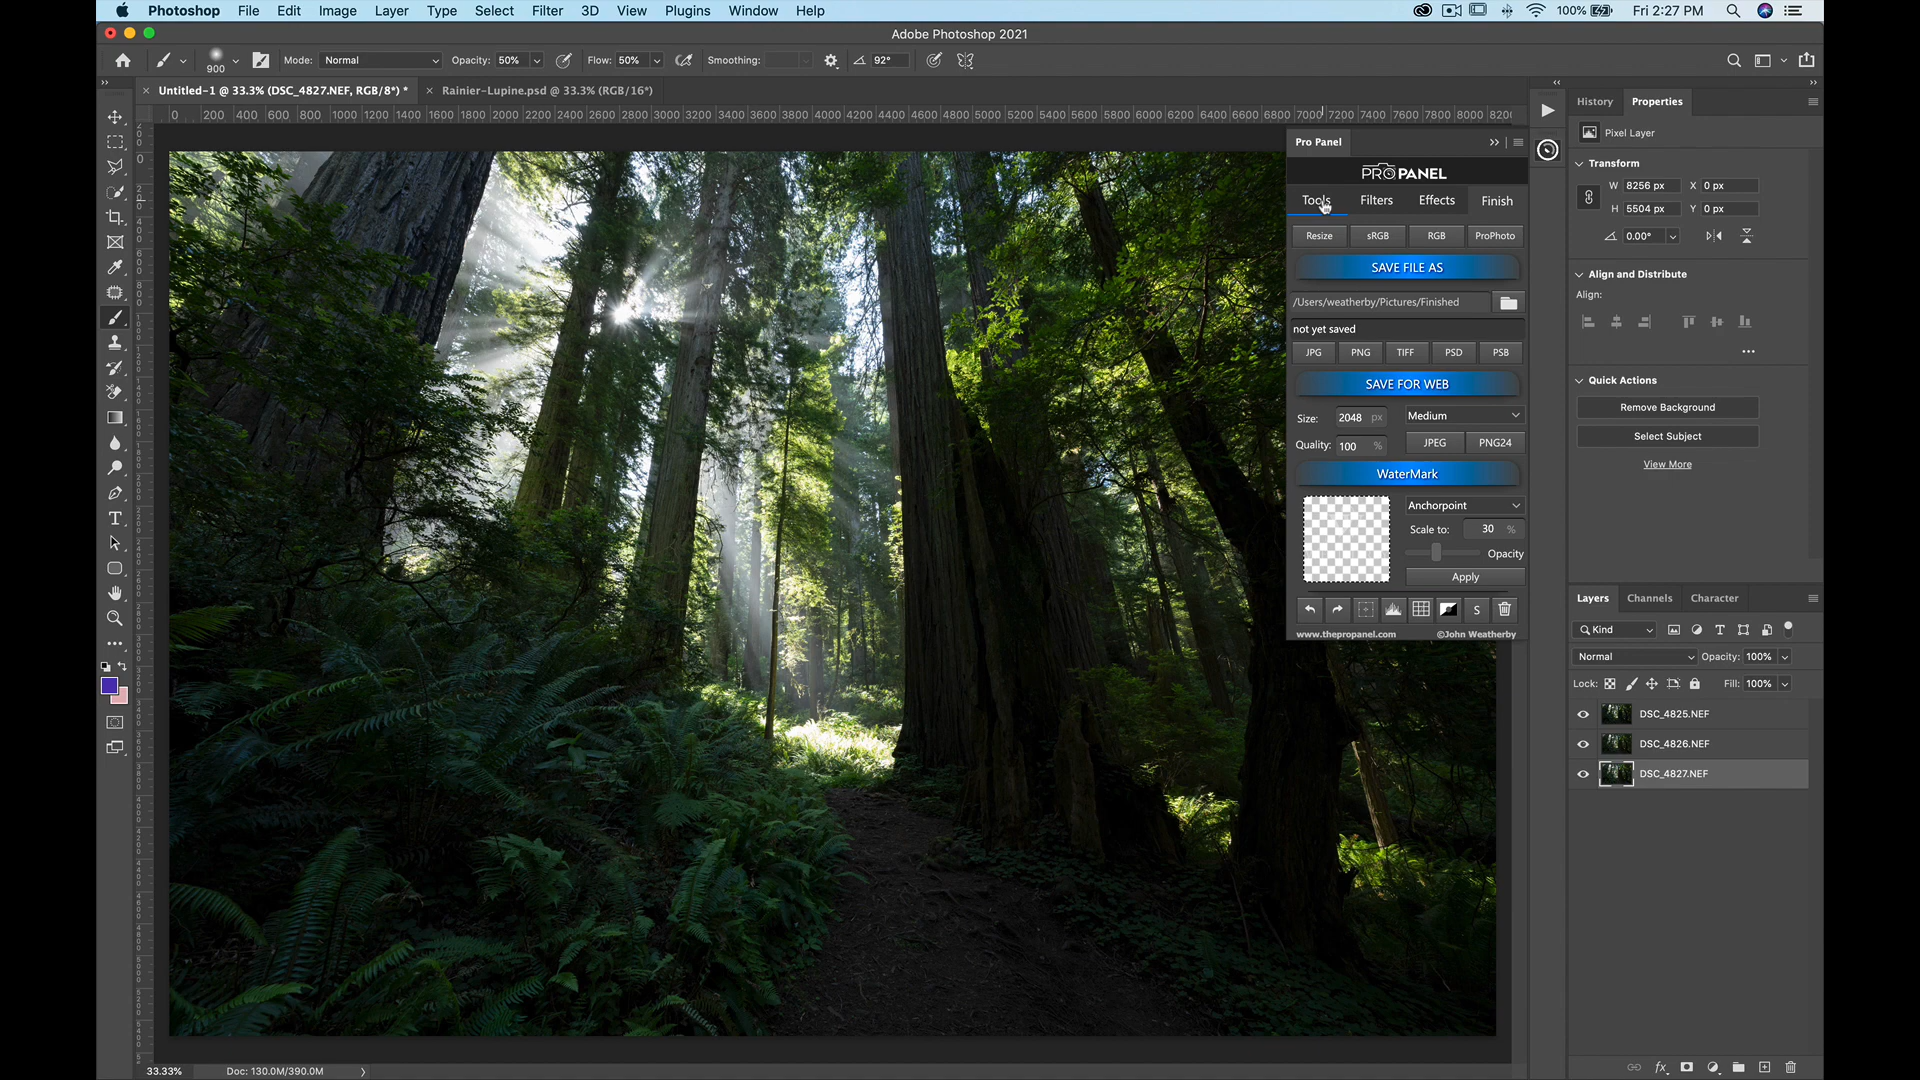 Photoshop File Edit Image Layer Type Select Filter 3D View Plugins Window Help 100% Fri 2:27 PM
Adobe Photoshop 2021
900 Mode: Normal Opacity: 50% Flow: 50% Smoothing: 92°
Untitled-1 @ 33.3% (DSC_4827.NEF, RGB/8*) * Rainier-Lupine.psd @ 33.3% (RGB/16*)
0 200 400 600 800 1000 1200 1400 1600 1800 2000 2200 2400 2600 2800 3000 3200 3400 3600 3800 4000 4200 4400 4600 4800 5000 5200 5400 5600 5800 6000 6200 6400 6600 6800 7000 7200 7400 7600 7800 8000 820
Pro Panel
PROPANEL
Tools Filters Effects Finish
Resize sRGB RGB ProPhoto
SAVE FILE AS
/Users/weatherby/Pictures/Finished
not yet saved
JPG PNG TIFF PSD PSB
SAVE FOR WEB
Size: 2048 px Medium
Quality: 100 % JPEG PNG24
WaterMark
Anchorpoint
Scale to: 30 %
Opacity
Apply
S
www.thepropanel.com ©John Weatherby
History Properties
Pixel Layer
Transform
W 8256 px X 0 px
H 5504 px Y 0 px
0.00°
Align and Distribute
Align:
Quick Actions
Remove Background
Select Subject
View More
Layers Channels Character
Kind
Normal Opacity: 100%
Lock: Fill: 100%
DSC_4825.NEF
DSC_4826.NEF
DSC_4827.NEF
fx
33.33% Doc: 130.0M/390.0M